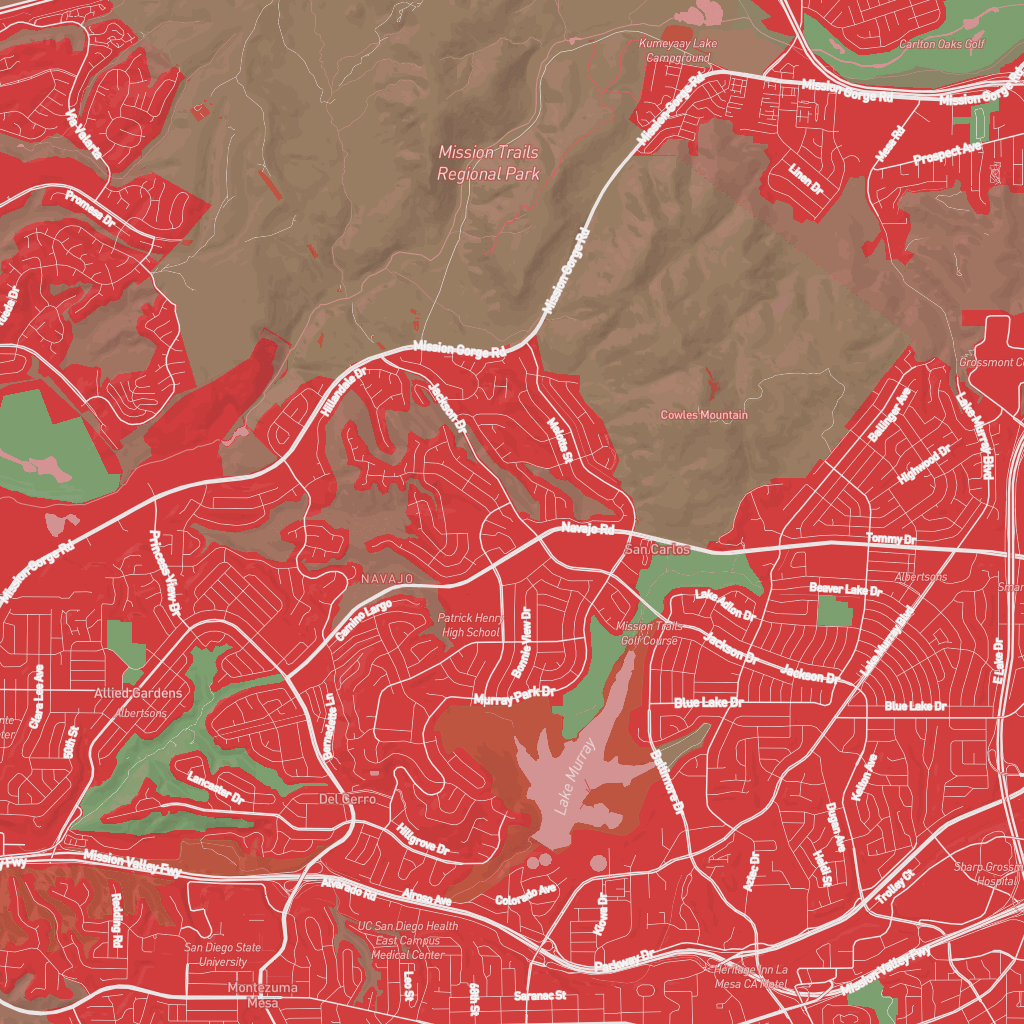 Kumeyaay Lake
Campground
Carlton Oaks Golf
Mission Gorge Rd
Mission Gorge Rd
Mission Gorge Rd
Via Valarta
Mission Trails
Regional Park
Mesa Rd
Prospect Ave
Linen Dr
Promesa Dr
Mission Gorge Rd
Mission Gorge Rd
Hillandale Dr
Jackson Dr
Melotte St
Cowles Mountain
Ballinger Ave
Lake Murray Blvd
Highwood Dr
Mission Gorge Rd
Princess View Dr
Navajo Rd
San Carlos
Tommy Dr
NAVAJO
Albertsons
Beaver Lake Dr
Camino Largo
Patrick Henry
High School
Bonnie View Dr
Lake Adlon Dr
Mission Trails
Golf Course
Jackson Dr
Jackson Dr
Lake Murray Blvd
E Lake Dr
Clara Lee Ave
Allied Gardens
Albertsons
50th St
Bernadette Ln
Murray Park Dr
Blue Lake Dr
Blue Lake Dr
Lake Murray
Baltimore Dr
Kelton Ave
Lancaster Dr
Del Cerro
Hillgrove Dr
Dugan Ave
Mission Valley Fwy
Alvarado Rd
Airoso Ave
Colorado Ave
Aztec Dr
Heidi St
Trolley Ct
Hospital
Redding Rd
San Diego State
University
UC San Diego Health
East Campus
Medical Center
Kiowa Dr
Parkway Dr
Heritage Inn La
Mesa CA Motel
Mission Valley Fwy
Montezuma
Mesa
Leo St
68th St
Saranac St